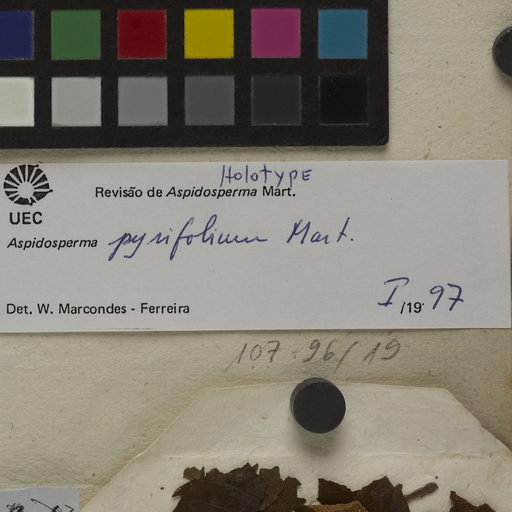 Holotype
Revisão de Aspidosperma Mart.
UEC
Aspidosperma pyrifolium Mart.
Det. W. Marcondes - Ferreira
I /19 97
107-96/19